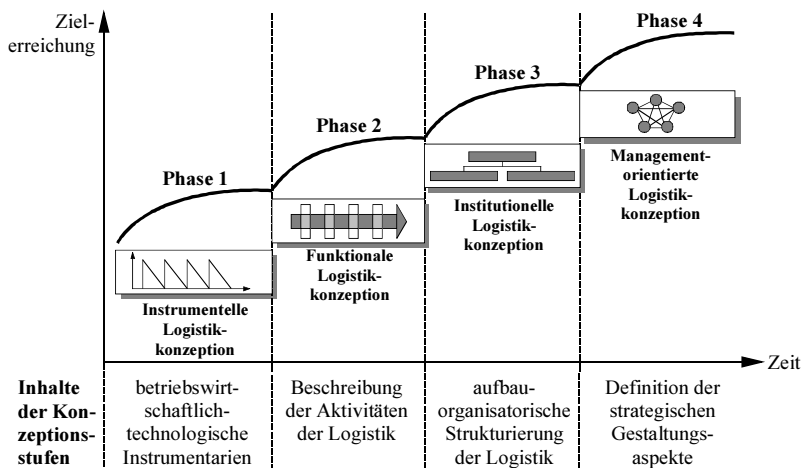 Ziel-
erreichung
Phase 1
Phase 2
Phase 3
Phase 4
Instrumentelle
Logistik-
konzeption
Funktionale
Logistik-
konzeption
Institutionelle
Logistik-
konzeption
Management-
orientierte
Logistik-
konzeption
Zeit
Inhalte
der Kon-
zeptions-
stufen
betriebswirt-
schaftlich-
technologische
Instrumentarien
Beschreibung
der Aktivitäten
der Logistik
aufbau-
organisatorische
Strukturierung
der Logistik
Definition der
strategischen
Gestaltungs-
aspekte